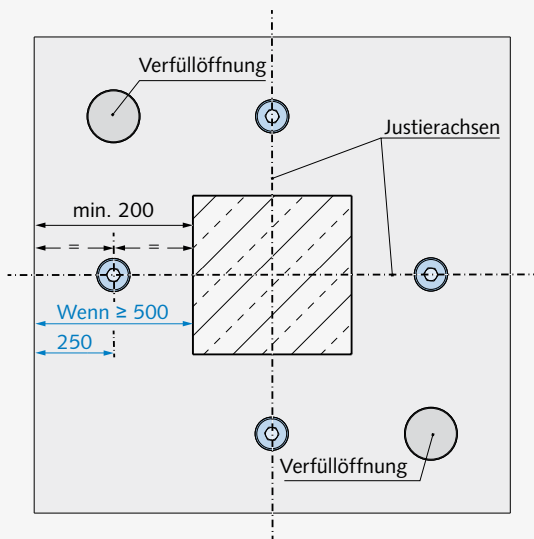 Verfüllöffnung
Justierachsen
min. 200
= =
Wenn ≥ 500
250
Verfüllöffnung